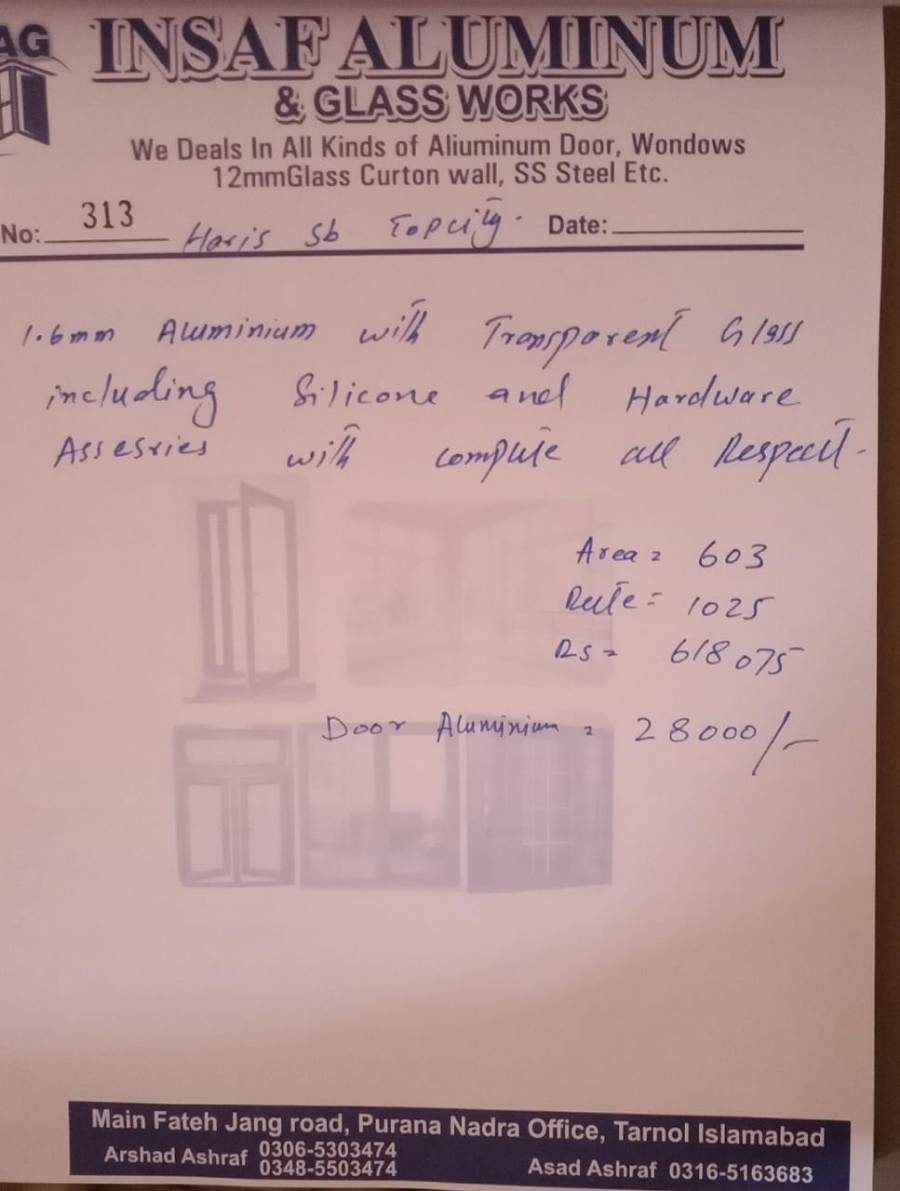 AG
INSAF ALUMINUM
& GLASS WORKS
We Deals In All Kinds of Aliuminum Door, Wondows
12mmGlass Curton wall, SS Steel Etc.
No: 313 Haris Sb Topcity. Date:
1.6mm Aluminium with Transparent Glass
including Silicone and Hardware
Assesries with complete all Respect.
Area = 603
Rate = 1025
Rs = 618075
Door Aluminium = 28000/-
Main Fateh Jang road, Purana Nadra Office, Tarnol Islamabad
Arshad Ashraf 0306-5303474
0348-5503474
Asad Ashraf 0316-5163683